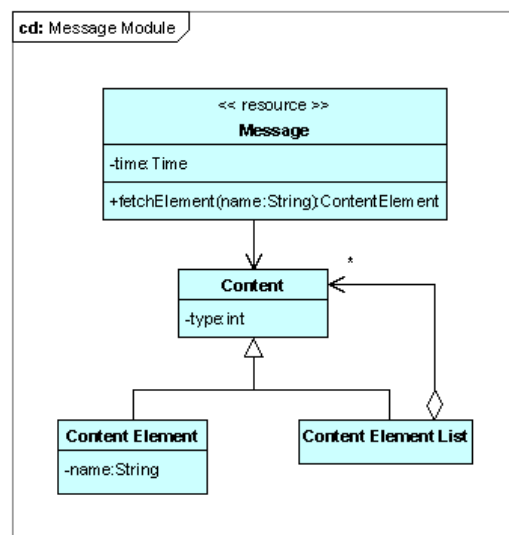 cd: Message Module
<< resource >>
Message
-time:Time
+fetchElement(name:String):ContentElement
*
Content
-type:int
Content Element
-name:String
Content Element List